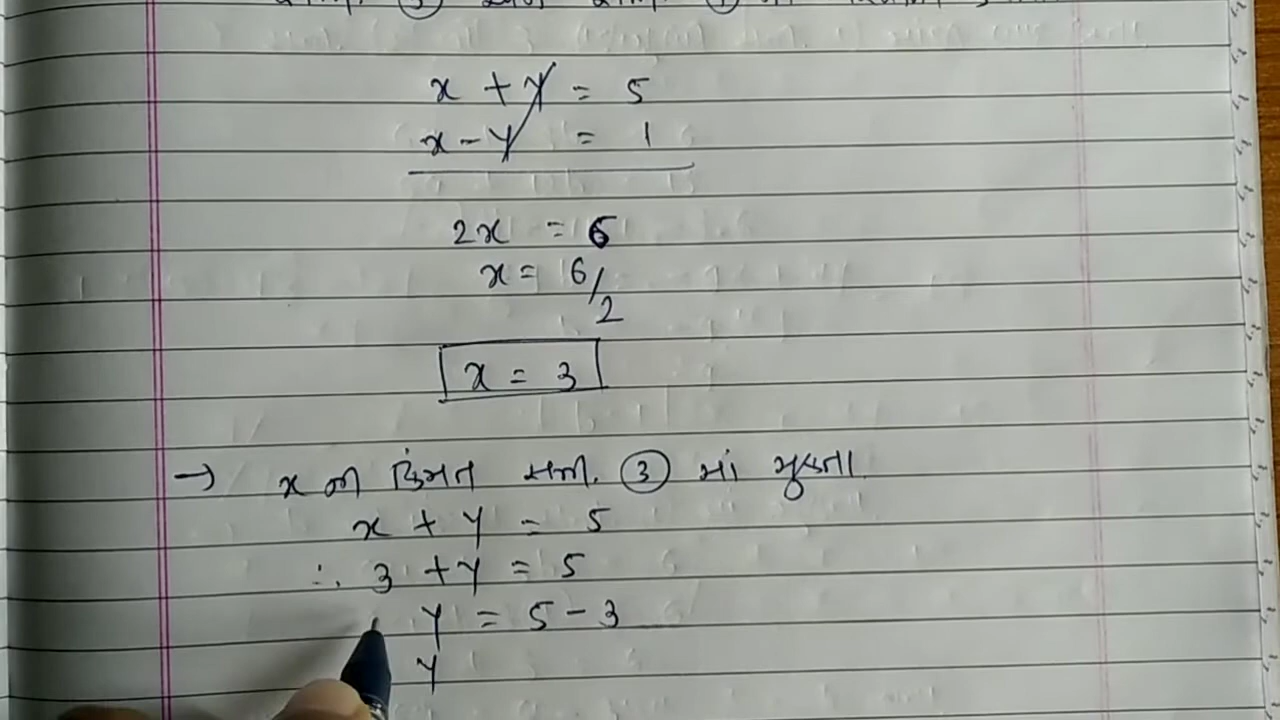 x + y = 5
x - y = 1
2x = 6
x = 6/2
x = 3
→ x ની કિંમત સમી. ③ માં મૂકતા
x + y = 5
∴ 3 + y = 5
y = 5 - 3
y